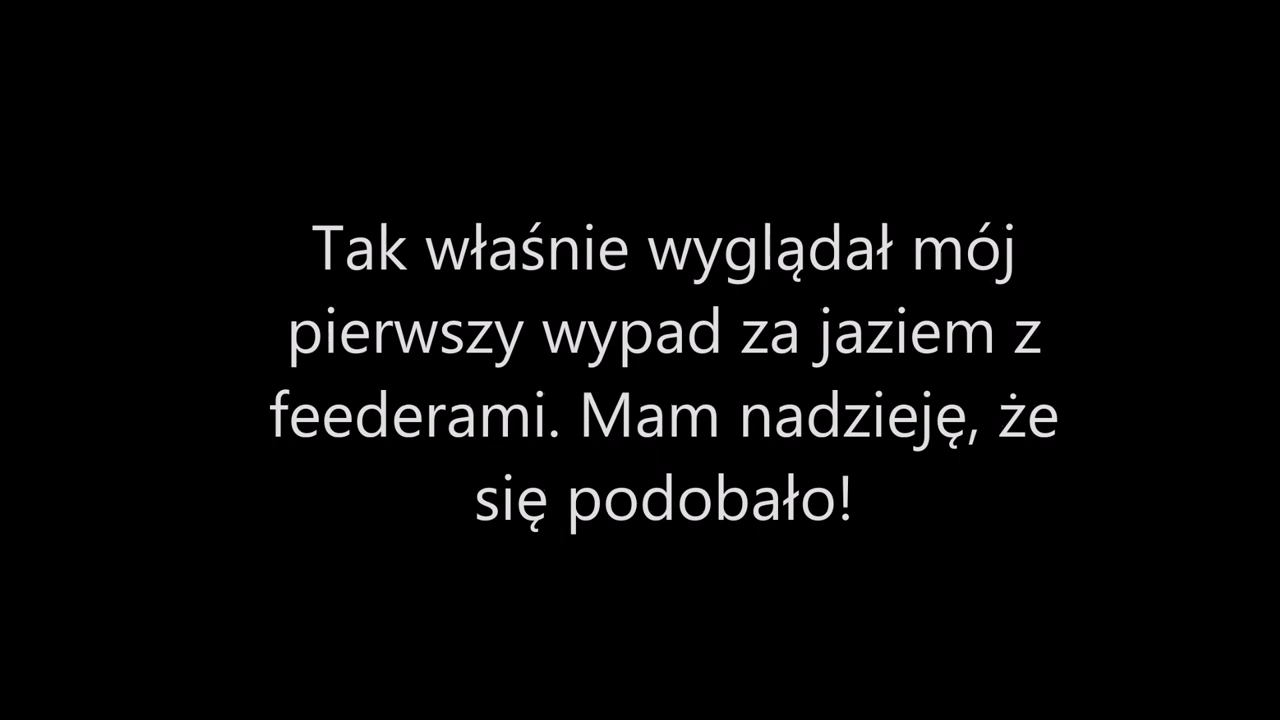 Tak właśnie wyglądał mój
pierwszy wypad za jaziem z
feederami. Mam nadzieję, że
się podobało!